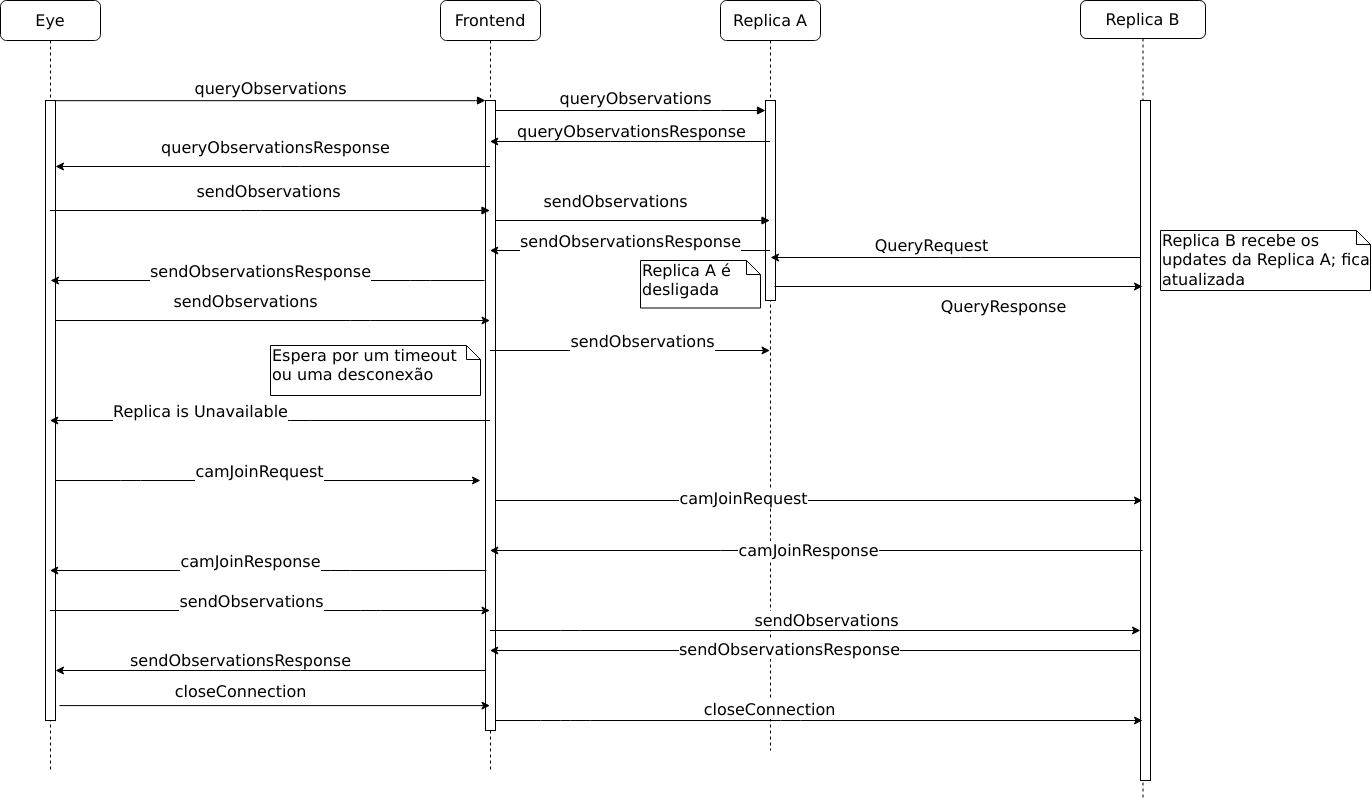 Eye
Frontend
Replica A
Replica B
queryObservations
queryObservations
queryObservationsResponse
queryObservationsResponse
sendObservations
sendObservations
sendObservationsResponse
QueryRequest
Replica B recebe os
updates da Replica A; fica
atualizada
sendObservationsResponse
Replica A é
desligada
sendObservations
QueryResponse
sendObservations
Espera por um timeout
ou uma desconexão
Replica is Unavailable
camJoinRequest
camJoinRequest
camJoinResponse
camJoinResponse
sendObservations
sendObservations
sendObservationsResponse
sendObservationsResponse
closeConnection
closeConnection